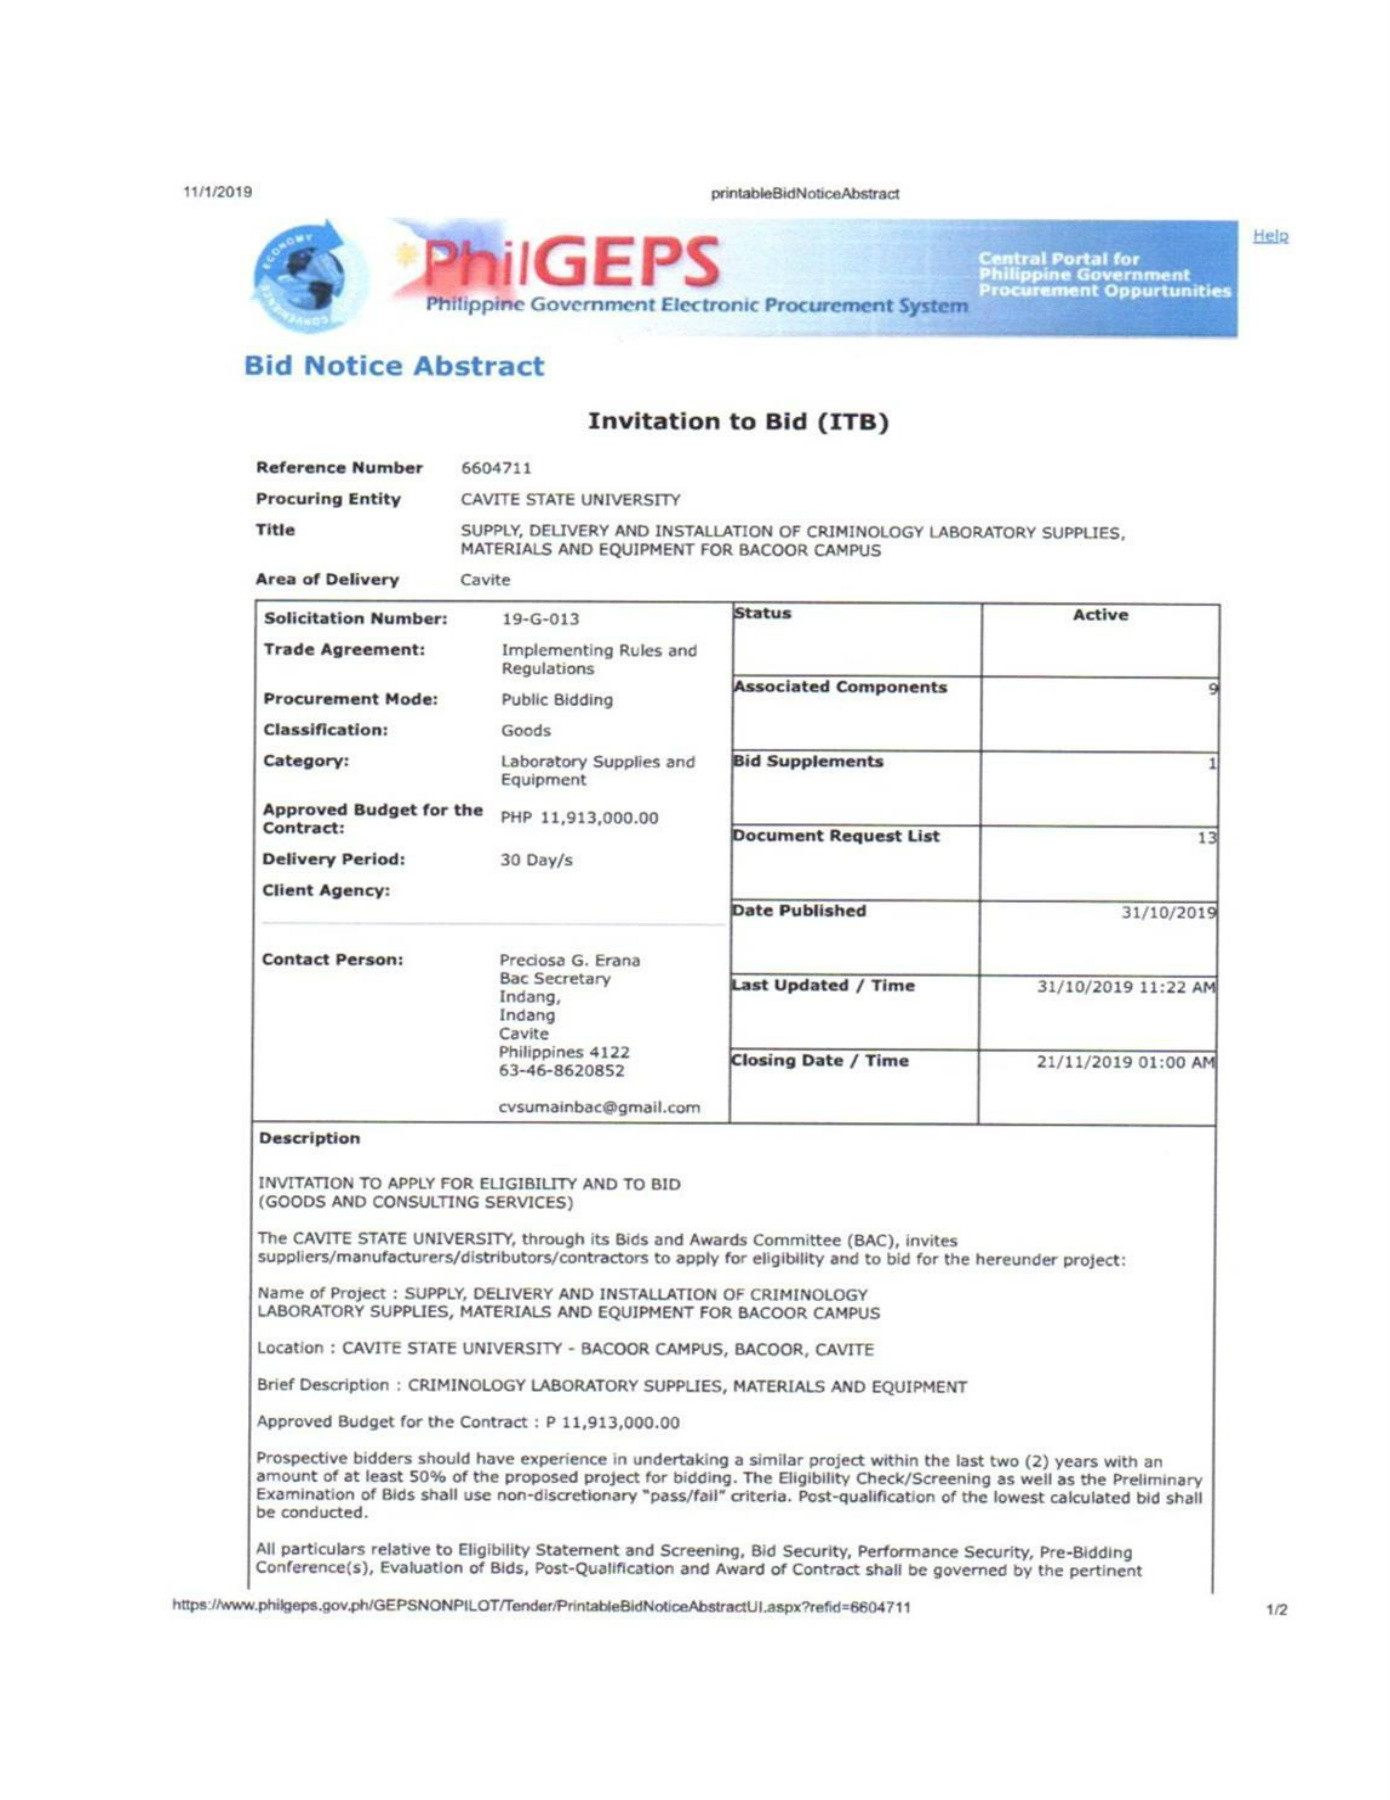 11/1/2019
printableBidNoticeAbstract
Help
ECONOMY
PhilGEPS
Philippine Government Electronic Procurement System
Central Portal for
Philippine Government
Procurement Oppurtunities
Bid Notice Abstract
Invitation to Bid (ITB)
Reference Number 6604711
Procuring Entity CAVITE STATE UNIVERSITY
Title SUPPLY, DELIVERY AND INSTALLATION OF CRIMINOLOGY LABORATORY SUPPLIES,
MATERIALS AND EQUIPMENT FOR BACOOR CAMPUS
Area of Delivery Cavite
Solicitation Number: 19-G-013
Trade Agreement: Implementing Rules and
Regulations
Procurement Mode: Public Bidding
Classification: Goods
Category: Laboratory Supplies and
Equipment
Approved Budget for the
Contract: PHP 11,913,000.00
Delivery Period: 30 Day/s
Client Agency:
Contact Person: Preciosa G. Erana
Bac Secretary
Indang,
Indang
Cavite
Philippines 4122
63-46-8620852
cvsumainbac@gmail.com
Status Active
Associated Components 9
Bid Supplements 1
Document Request List 13
Date Published 31/10/2019
Last Updated / Time 31/10/2019 11:22 AM
Closing Date / Time 21/11/2019 01:00 AM
Description
INVITATION TO APPLY FOR ELIGIBILITY AND TO BID
(GOODS AND CONSULTING SERVICES)
The CAVITE STATE UNIVERSITY, through its Bids and Awards Committee (BAC), invites
suppliers/manufacturers/distributors/contractors to apply for eligibility and to bid for the hereunder project:
Name of Project : SUPPLY, DELIVERY AND INSTALLATION OF CRIMINOLOGY
LABORATORY SUPPLIES, MATERIALS AND EQUIPMENT FOR BACOOR CAMPUS
Location : CAVITE STATE UNIVERSITY - BACOOR CAMPUS, BACOOR, CAVITE
Brief Description : CRIMINOLOGY LABORATORY SUPPLIES, MATERIALS AND EQUIPMENT
Approved Budget for the Contract : P 11,913,000.00
Prospective bidders should have experience in undertaking a similar project within the last two (2) years with an
amount of at least 50% of the proposed project for bidding. The Eligibility Check/Screening as well as the Preliminary
Examination of Bids shall use non-discretionary "pass/fail" criteria. Post-qualification of the lowest calculated bid shall
be conducted.
All particulars relative to Eligibility Statement and Screening, Bid Security, Performance Security, Pre-Bidding
Conference(s), Evaluation of Bids, Post-Qualification and Award of Contract shall be governed by the pertinent
https://www.philgeps.gov.ph/GEPSNONPILOT/Tender/PrintableBidNoticeAbstractUI.aspx?refid=6604711
1/2